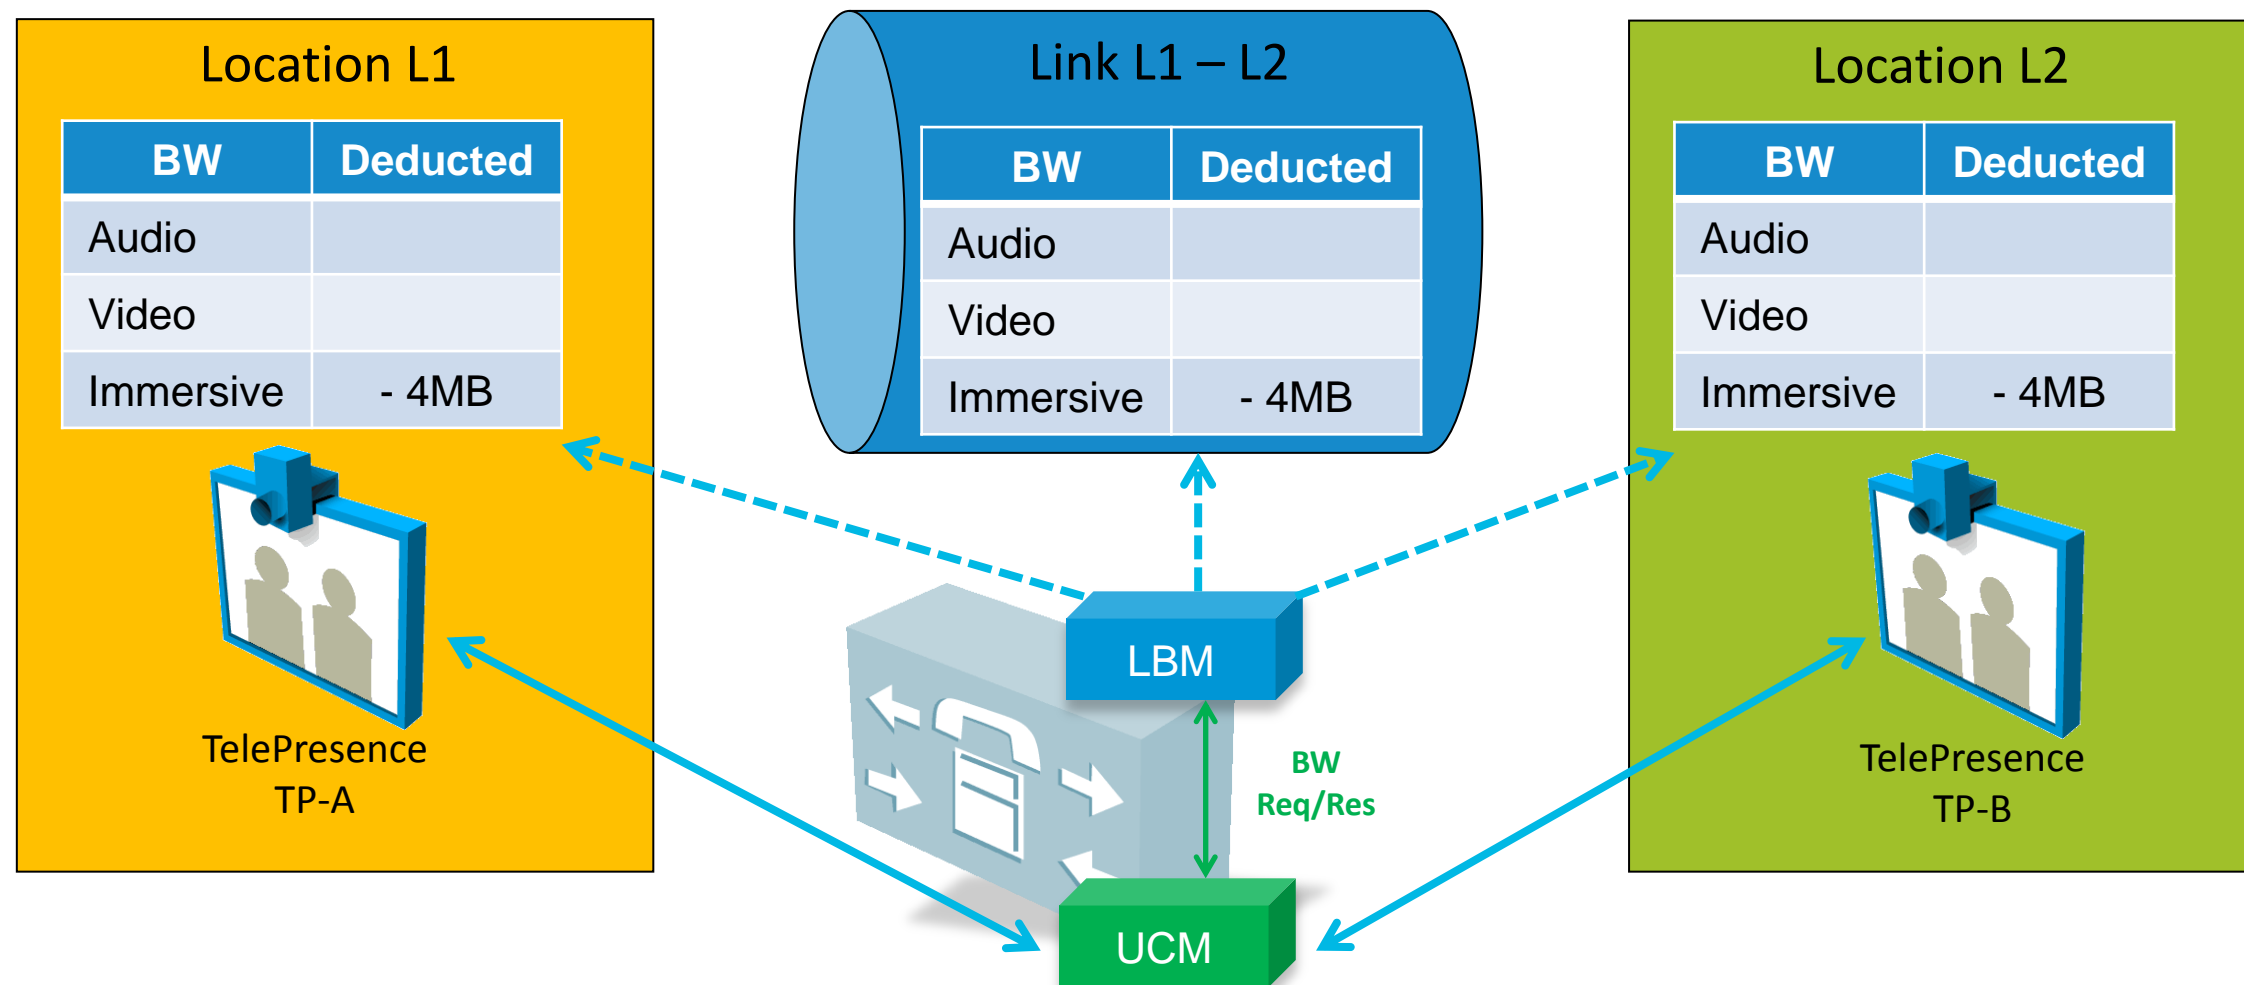 Location L1
BW Deducted
Audio
Video
Immersive - 4MB
TelePresence
TP-A
Link L1 – L2
BW Deducted
Audio
Video
Immersive - 4MB
LBM
BW
Req/Res
UCM
Location L2
BW Deducted
Audio
Video
Immersive - 4MB
TelePresence
TP-B